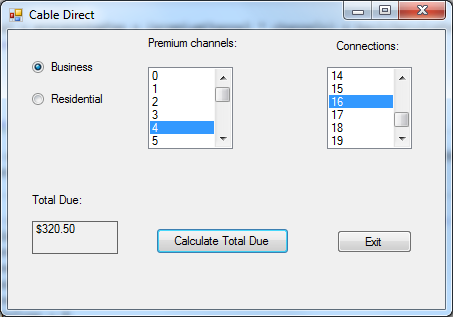 Cable Direct
Premium channels:
Connections:
Business
Residential
0
1
2
3
4
5
14
15
16
17
18
19
Total Due:
$320.50
Calculate Total Due
Exit